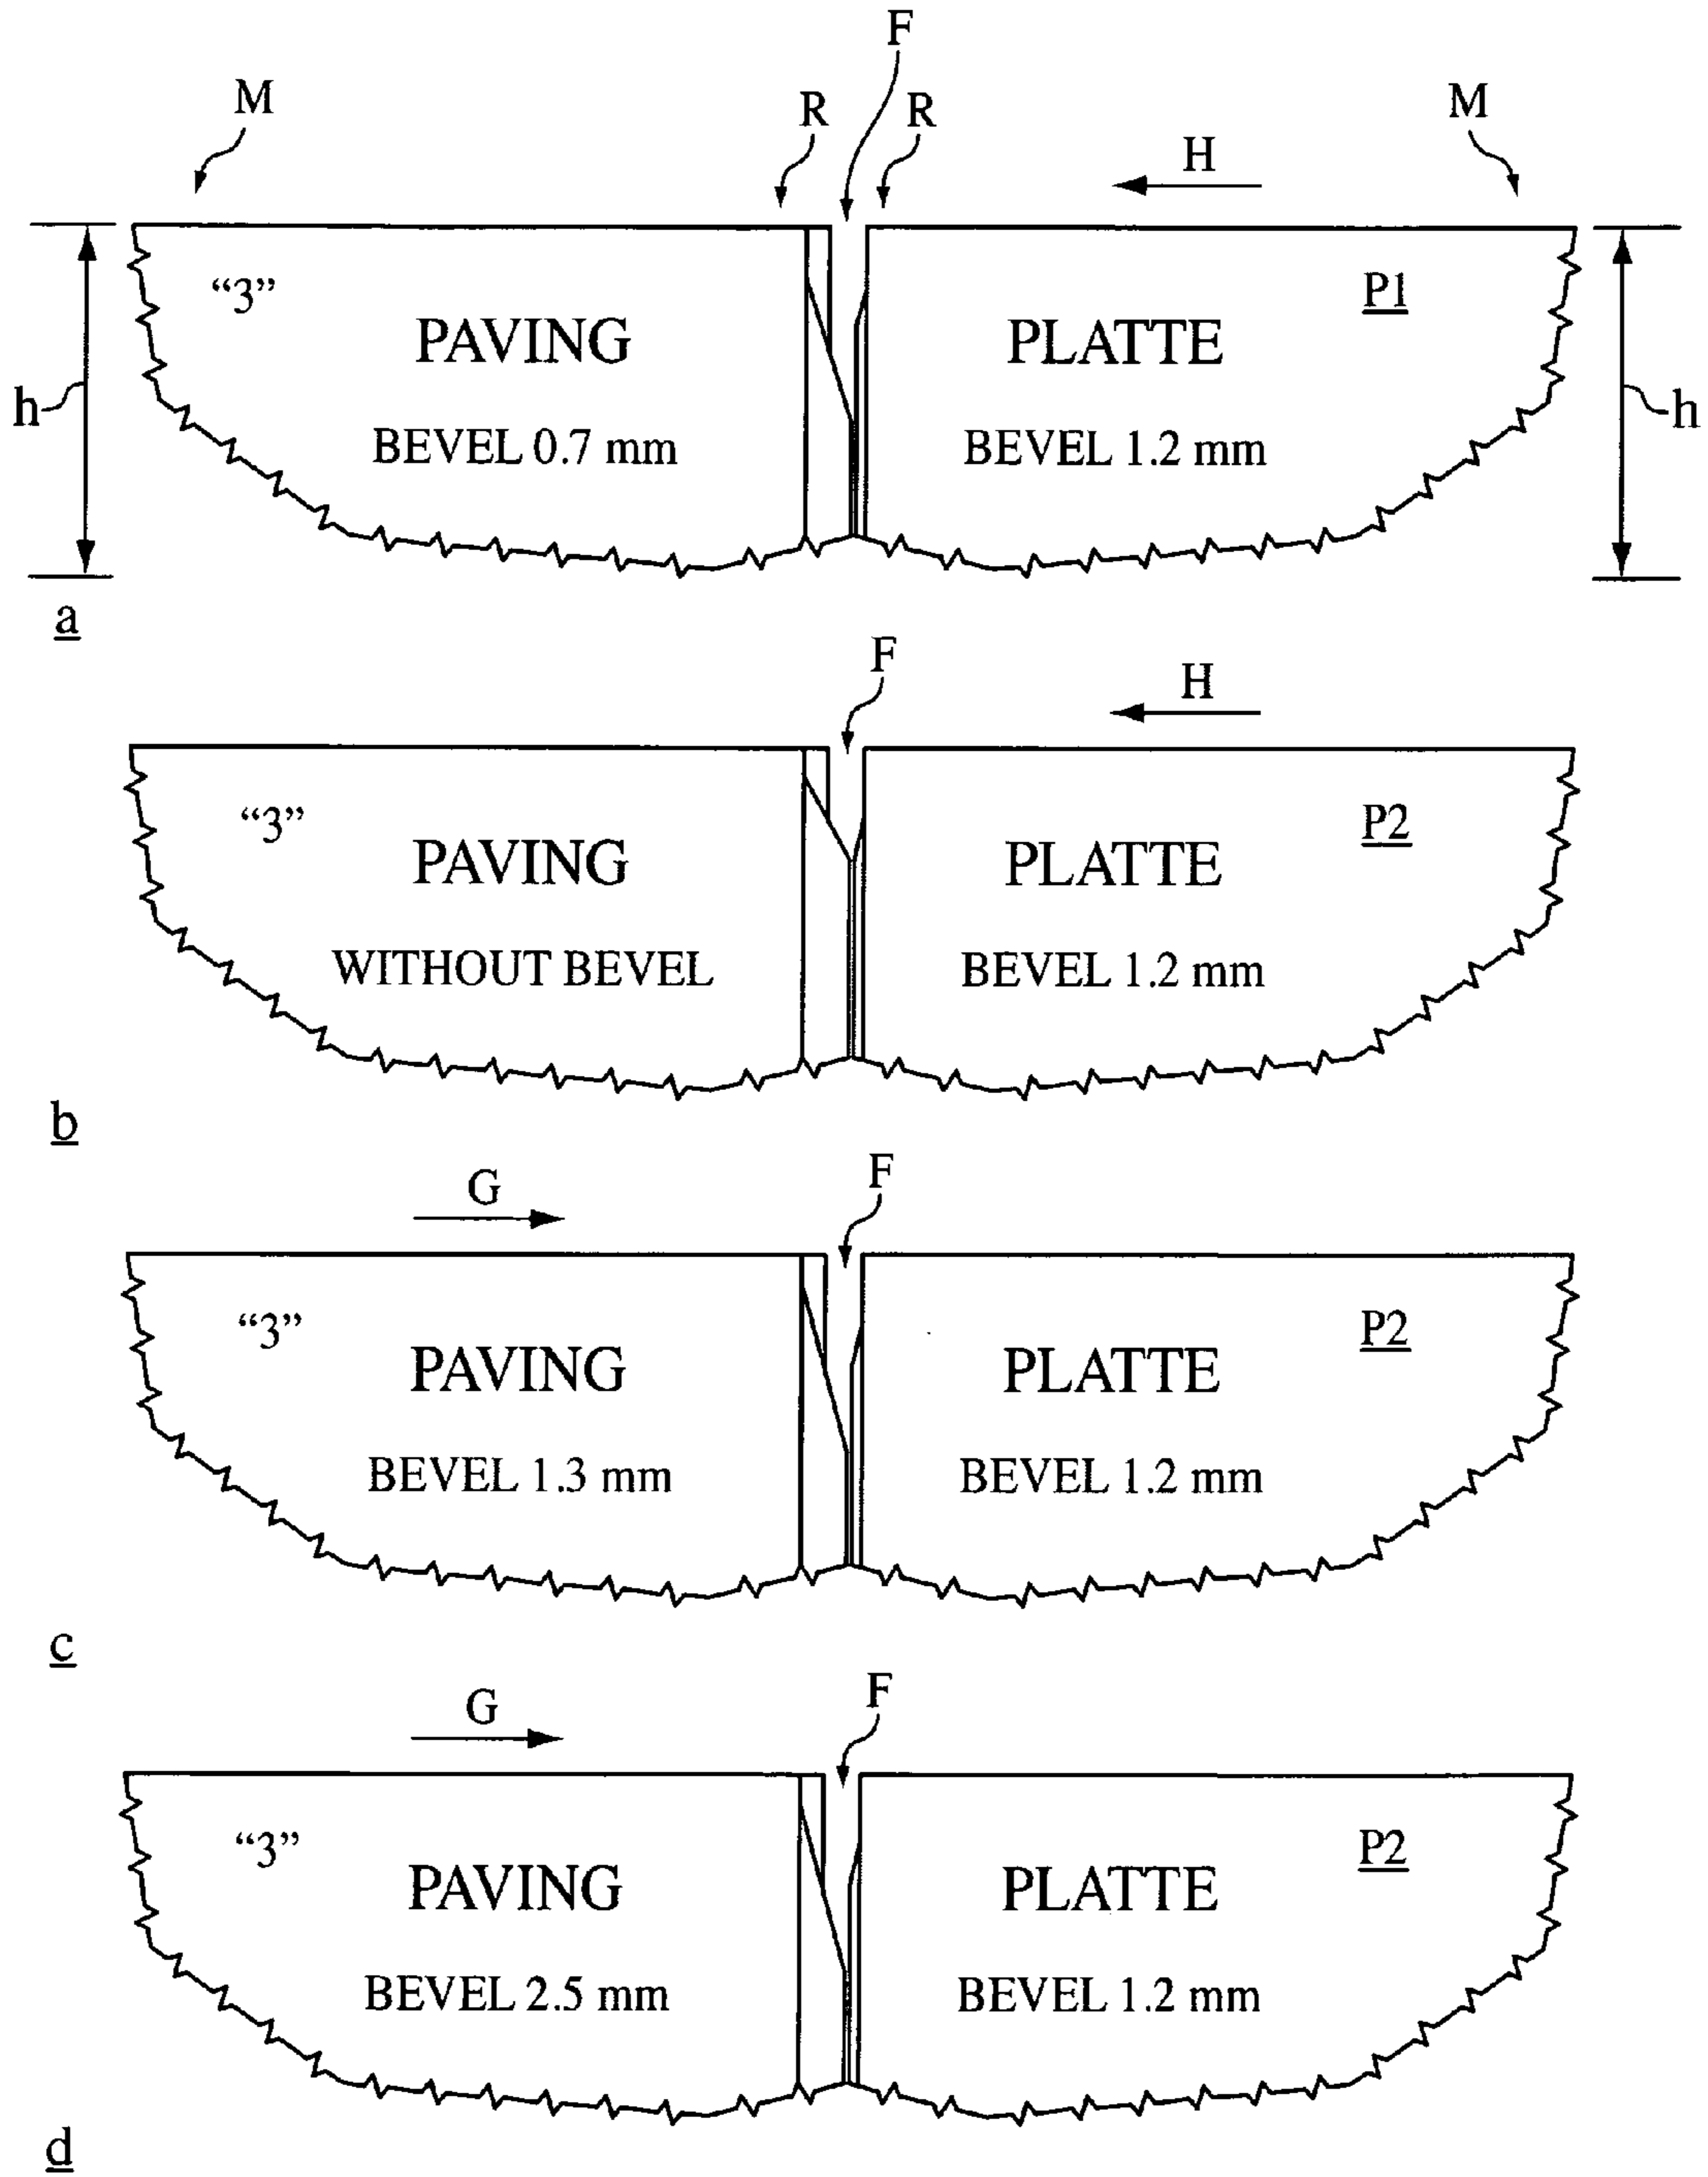 F
M R R H M
“3” P1
PAVING PLATTE
h h
BEVEL 0.7 mm BEVEL 1.2 mm
a
F
H
“3” P2
PAVING PLATTE
WITHOUT BEVEL BEVEL 1.2 mm
b
G F
“3” P2
PAVING PLATTE
BEVEL 1.3 mm BEVEL 1.2 mm
c
G F
“3” P2
PAVING PLATTE
BEVEL 2.5 mm BEVEL 1.2 mm
d